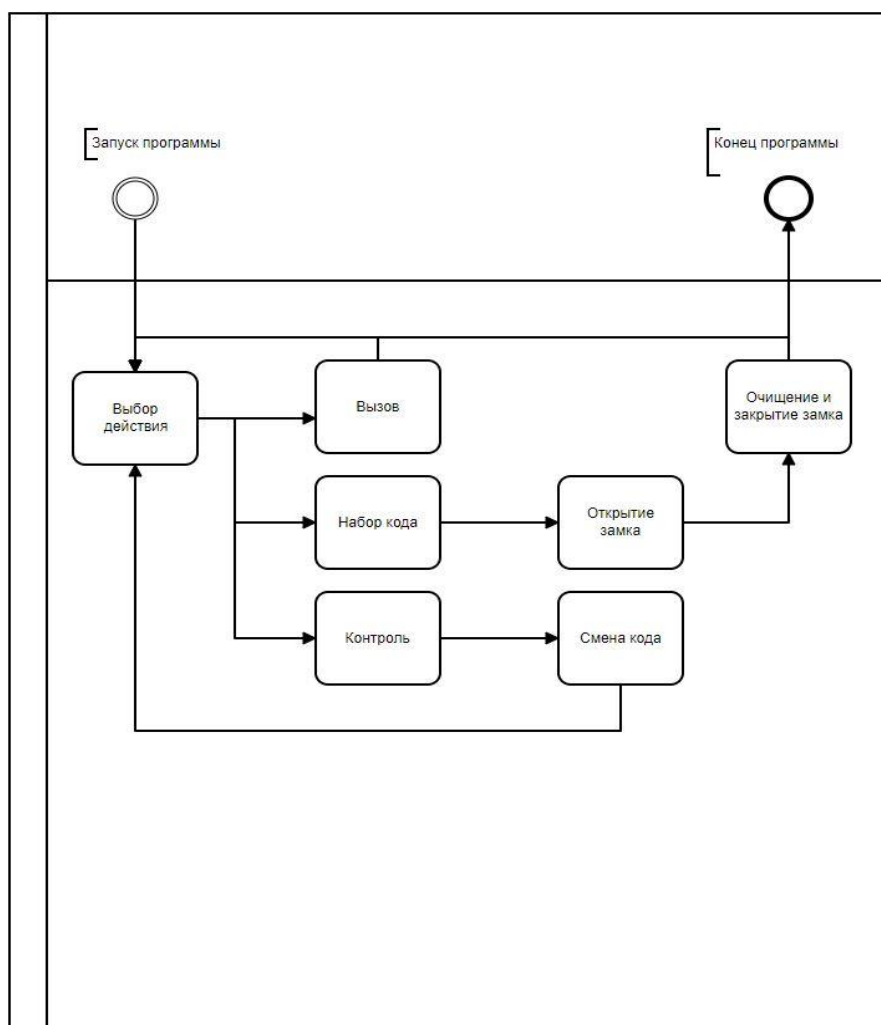 Запуск программы
Конец программы
Выбор
действия
Вызов
Очищение и
закрытие замка
Набор кода
Открытие
замка
Контроль
Смена кода